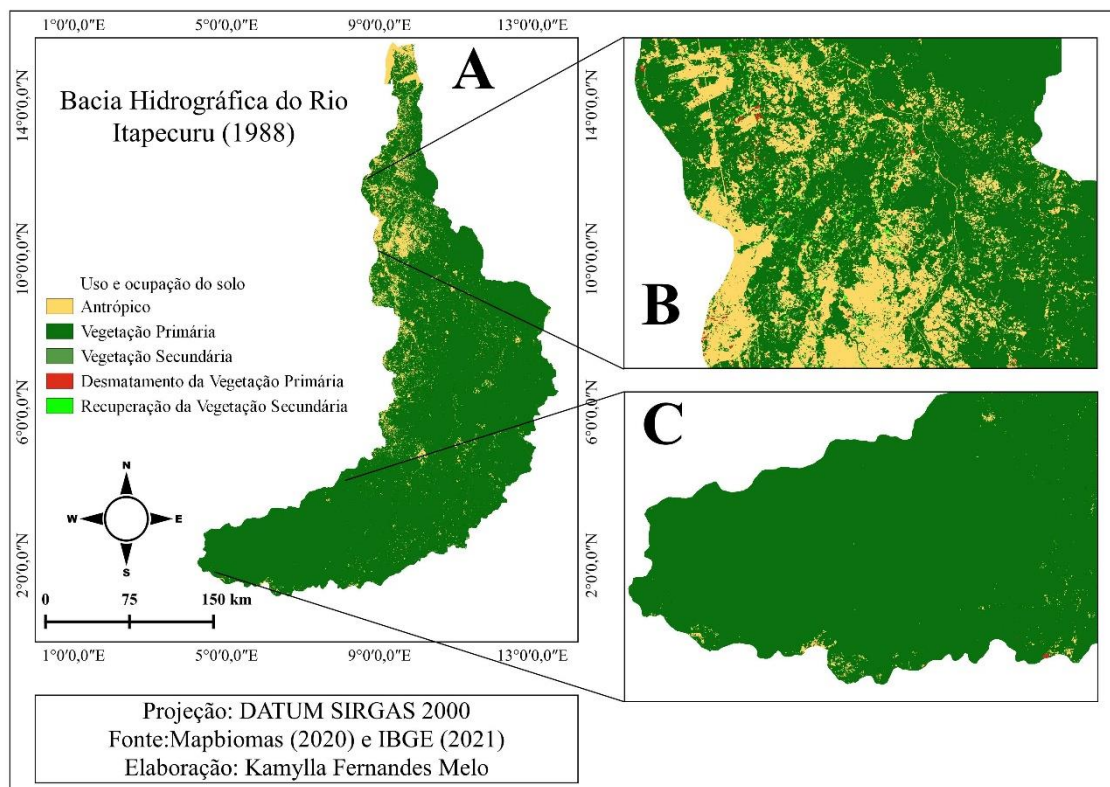 1°0'0,0"E 5°0'0,0"E 9°0'0,0"E 13°0'0,0"E
A
Bacia Hidrográfica do Rio
Itapecuru (1988)
14°0'0,0"N
10°0'0,0"N
6°0'0,0"N
2°0'0,0"N
Uso e ocupação do solo
Antrópico
Vegetação Primária
Vegetação Secundária
Desmatamento da Vegetação Primária
Recuperação da Vegetação Secundária
N
W E
S
0 75 150 km
14°0'0,0"N
10°0'0,0"N
6°0'0,0"N
2°0'0,0"N
1°0'0,0"E 5°0'0,0"E 9°0'0,0"E 13°0'0,0"E
B
C
Projeção: DATUM SIRGAS 2000
Fonte:Mapbiomas (2020) e IBGE (2021)
Elaboração: Kamylla Fernandes Melo